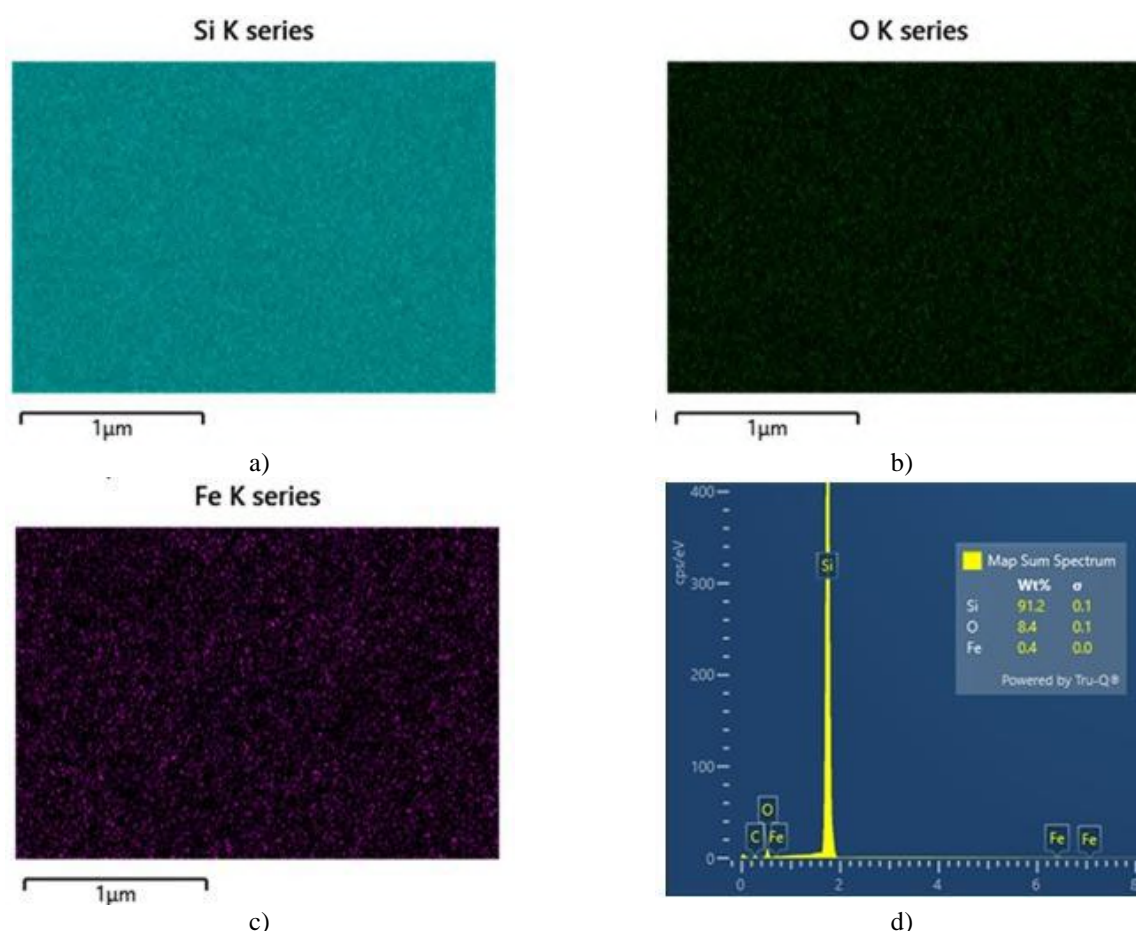 Si K series
O K series
1μm
1μm
a)
b)
Fe K series
1μm
c)
400
cps/eV
300
200
100
0
Si
O
C
Fe
Fe
Fe
Map Sum Spectrum
Wt% σ
Si 91.2 0.1
O 8.4 0.1
Fe 0.4 0.0
Powered by Tru-Q®
0 2 4 6 8
d)